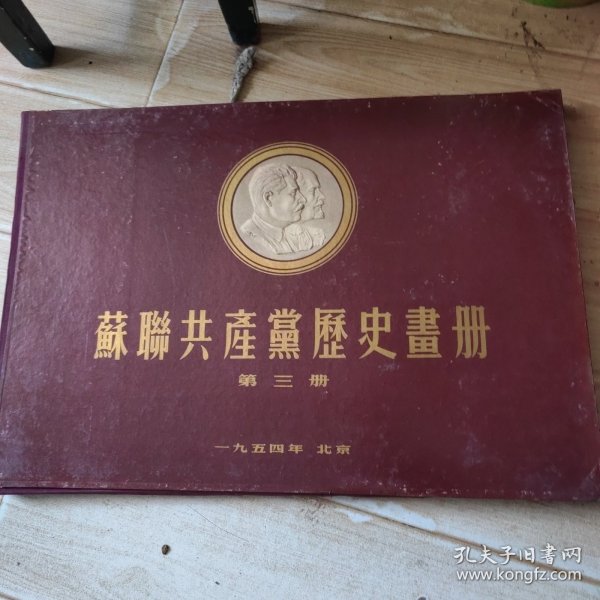 蘇聯共產黨歷史畫册
第三册
一九五四年 北京
孔夫子旧書网
www.kongfz.com